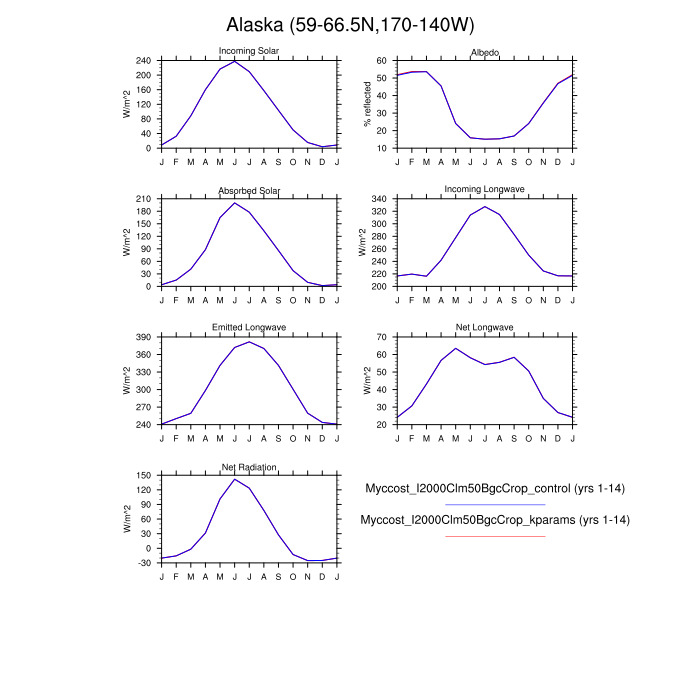 Alaska (59-66.5N,170-140W)
Incoming Solar
W/m^2
240
200
160
120
80
40
0
J F M A M J J A S O N D J
Albedo
% reflected
60
50
40
30
20
10
J F M A M J J A S O N D J
Absorbed Solar
W/m^2
210
180
150
120
90
60
30
0
J F M A M J J A S O N D J
Incoming Longwave
W/m^2
340
320
300
280
260
240
220
200
J F M A M J J A S O N D J
Emitted Longwave
W/m^2
390
360
330
300
270
240
J F M A M J J A S O N D J
Net Longwave
W/m^2
70
60
50
40
30
20
J F M A M J J A S O N D J
Net Radiation
W/m^2
150
120
90
60
30
0
-30
J F M A M J J A S O N D J
Myccost_I2000Clm50BgcCrop_control (yrs 1-14)
Myccost_I2000Clm50BgcCrop_kparams (yrs 1-14)